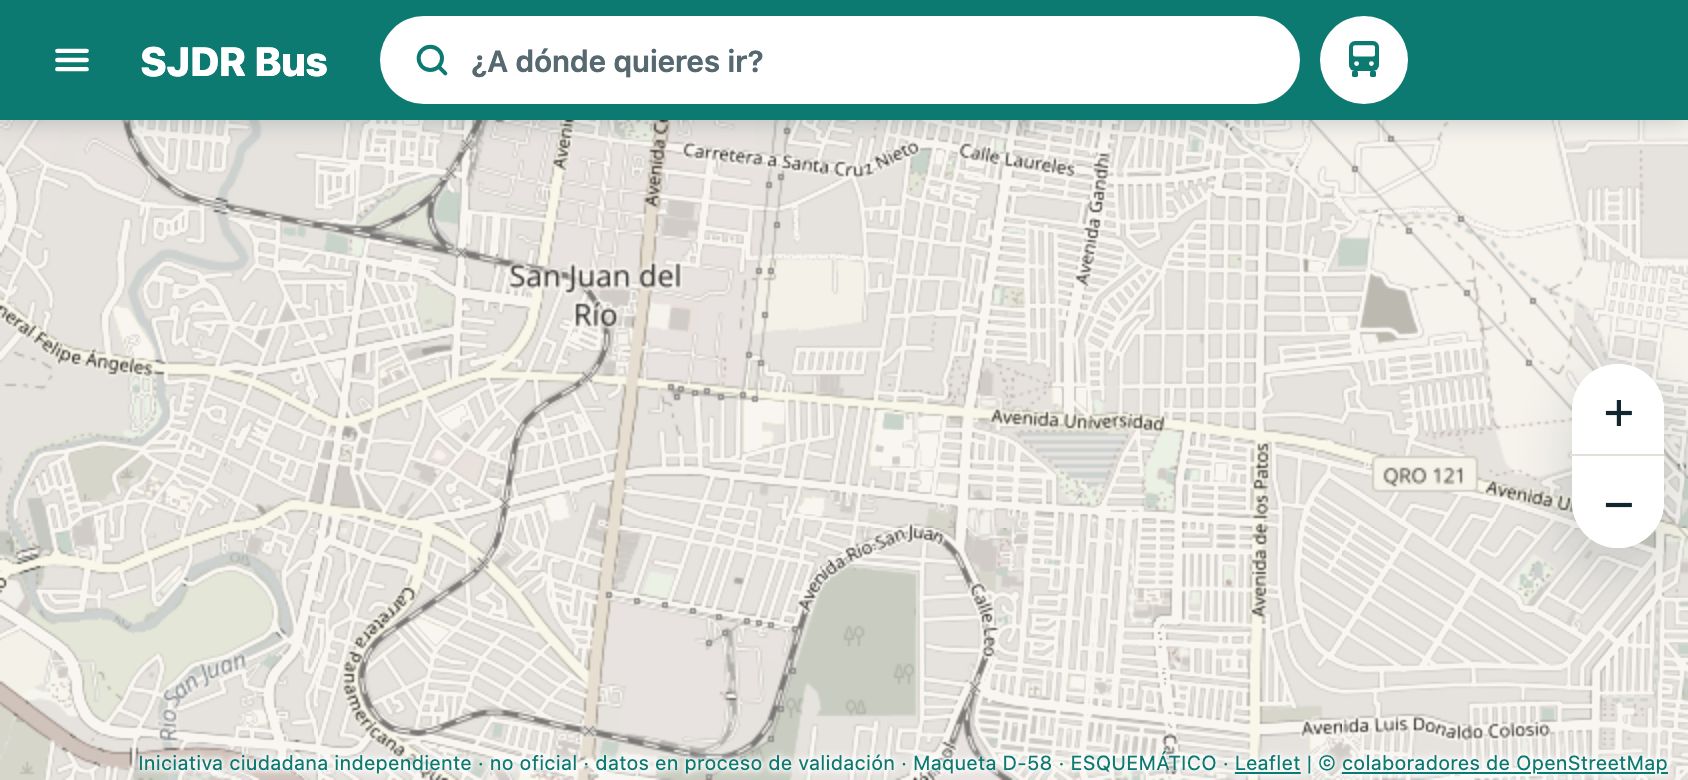 SJDR Bus
¿A dónde quieres ir?
Carretera a Santa Cruz Nieto
Calle Laureles
Avenida Gandhi
San Juan del
Río
neral Felipe Ángeles
Avenida Universidad
QRO 121
Avenida de los Patos
Avenida Río San Juan
Calle Leo
Carretera Panamericana
Río San Juan
Avenida Luis Donaldo Colosio
Iniciativa ciudadana independiente · no oficial · datos en proceso de validación · Maqueta D-58 · ESQUEMÁTICO · Leaflet | © colaboradores de OpenStreetMap